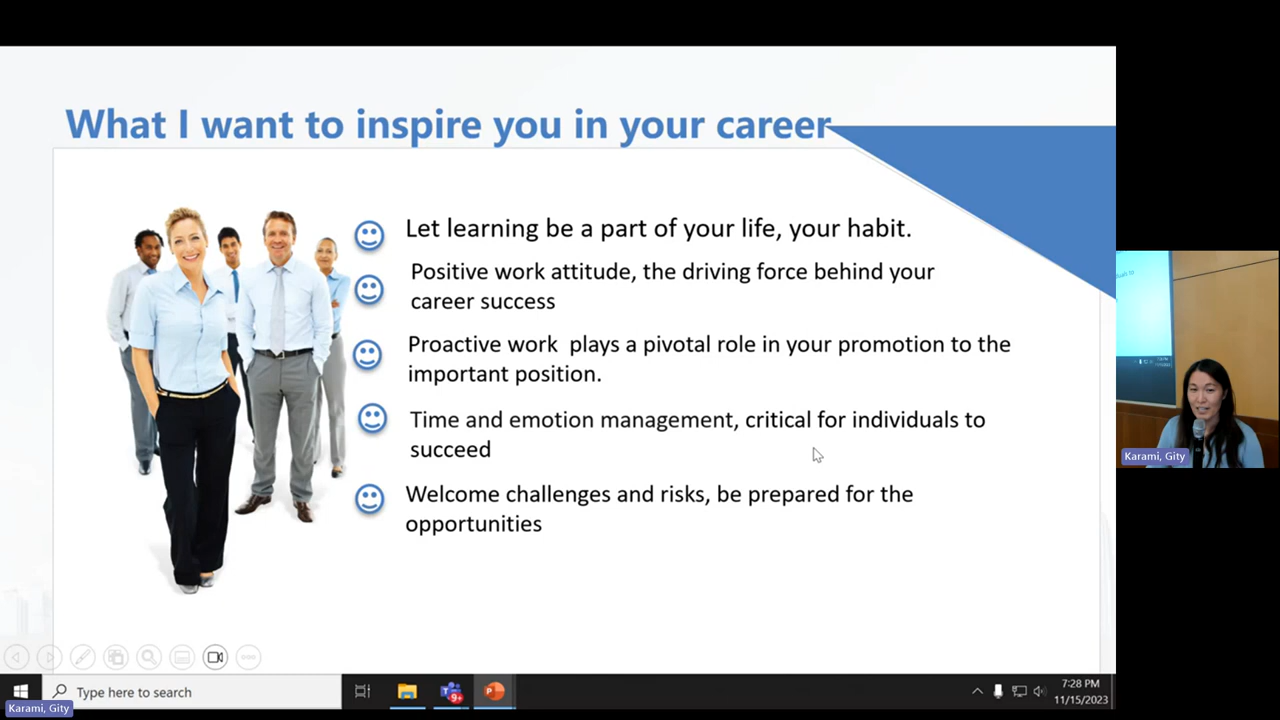 What I want to inspire you in your career
Let learning be a part of your life, your habit.
Positive work attitude, the driving force behind your
career success
Proactive work plays a pivotal role in your promotion to the
important position.
Time and emotion management, critical for individuals to
succeed
Welcome challenges and risks, be prepared for the
opportunities
Karami, Gity
Type here to search
9+
7:28 PM
11/15/2023
Karami, Gity